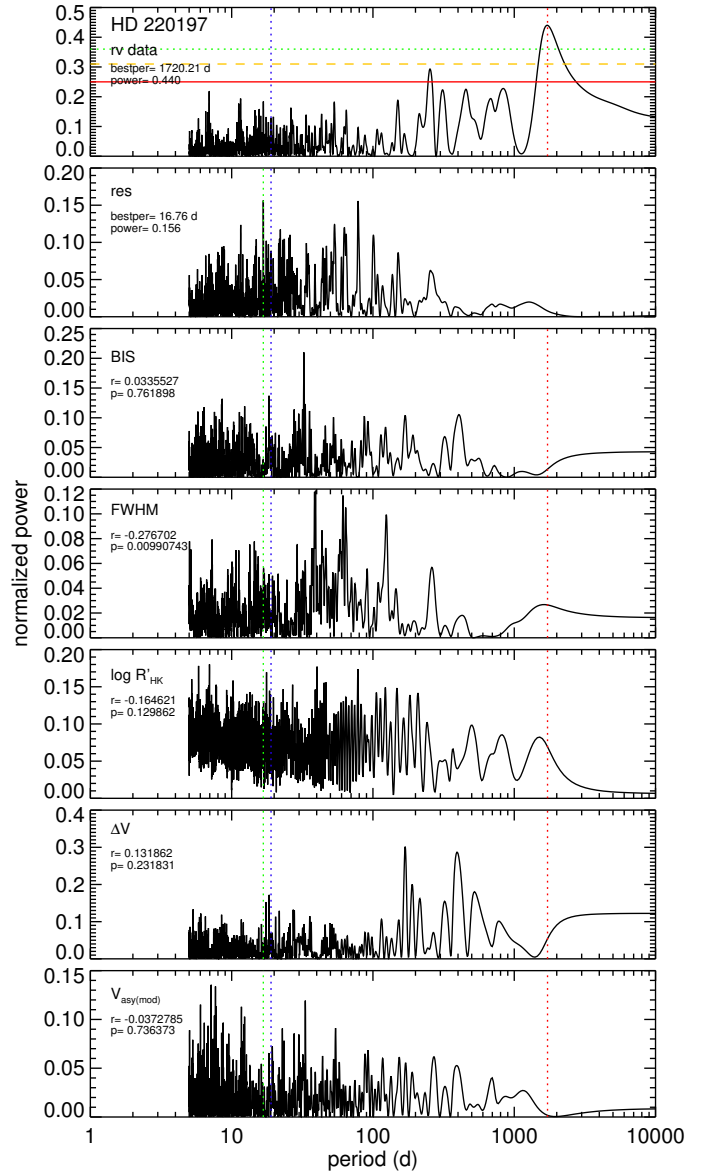 HD 220197
rv data
bestper= 1720.21 d
power= 0.440
0.5
0.4
0.3
0.2
0.1
0.0
res
bestper= 16.76 d
power= 0.156
0.20
0.15
0.10
0.05
0.00
BIS
r= 0.0335527
p= 0.761898
0.25
0.20
0.15
0.10
0.05
0.00
FWHM
r= -0.276702
p= 0.00990743
0.12
0.10
0.08
0.06
0.04
0.02
0.00
log R'HK
r= -0.164621
p= 0.129862
0.20
0.15
0.10
0.05
0.00
ΔV
r= 0.131862
p= 0.231831
0.4
0.3
0.2
0.1
0.0
Vasy(mod)
r= -0.0372785
p= 0.736373
0.15
0.10
0.05
0.00
1 10 100 1000 10000
period (d)
normalized power